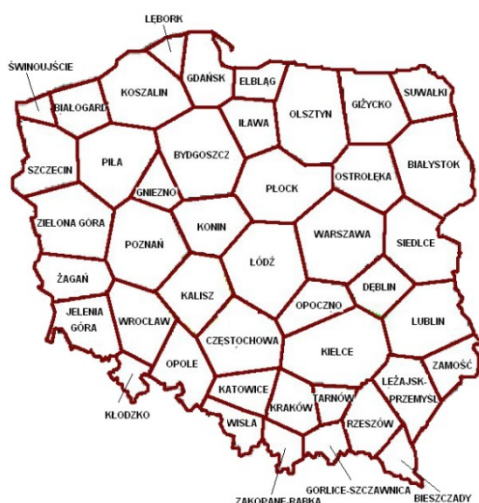 LĘBORK
ŚWINOUJŚCIE
GDAŃSK
ELBLĄG
KOSZALIN
BIAŁOGARD
GIŻYCKO
SUWAŁKI
OLSZTYN
IŁAWA
BYDGOSZCZ
PIŁA
SZCZECIN
BIAŁYSTOK
OSTROŁĘKA
PŁOCK
GNIEZNO
ZIELONA GÓRA
KONIN
POZNAŃ
WARSZAWA
SIEDLCE
ŁÓDŹ
ŻAGAŃ
KALISZ
DĘBLIN
OPOCZNO
JELENIA
GÓRA
WROCŁAW
LUBLIN
CZĘSTOCHOWA
KIELCE
OPOLE
ZAMOŚĆ
LEŻAJSK-
PRZEMYŚL
KATOWICE
TARNÓW
KRAKÓW
KŁODZKO
WISŁA
RZESZÓW
GORLICE-SZCZAWNICA
BIESZCZADY
ZAKOPANE-RABKA